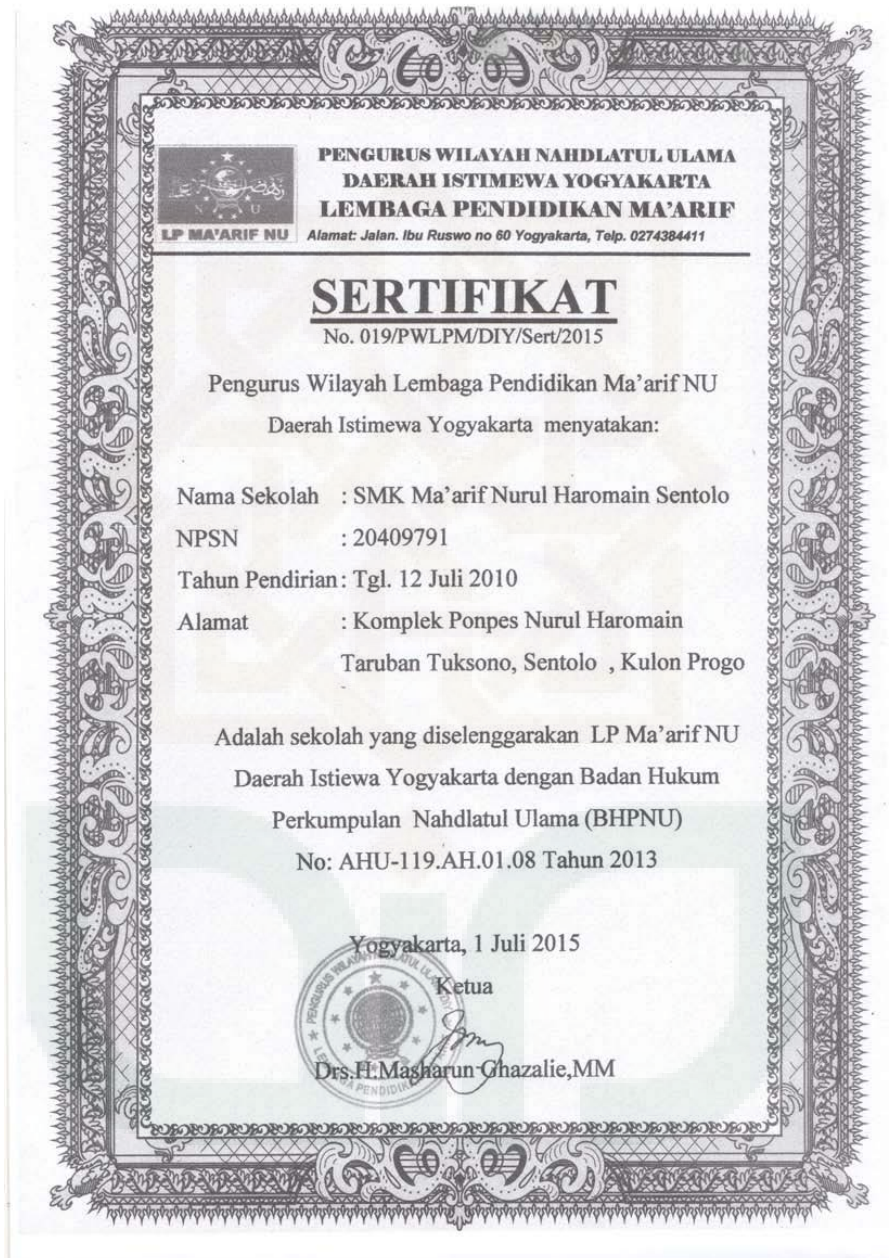 PENGURUS WILAYAH NAHDLATUL ULAMA
DAERAH ISTIMEWA YOGYAKARTA
LEMBAGA PENDIDIKAN MA'ARIF
Alamat: Jalan. Ibu Ruswo no 60 Yogyakarta, Telp. 0274384411
N U
LP MA'ARIF NU
SERTIFIKAT
No. 019/PWLPM/DIY/Sert/2015
Pengurus Wilayah Lembaga Pendidikan Ma'arif NU
Daerah Istimewa Yogyakarta menyatakan:
Nama Sekolah : SMK Ma'arif Nurul Haromain Sentolo
NPSN : 20409791
Tahun Pendirian : Tgl. 12 Juli 2010
Alamat : Komplek Ponpes Nurul Haromain
Taruban Tuksono, Sentolo , Kulon Progo
Adalah sekolah yang diselenggarakan LP Ma'arif NU
Daerah Istiewa Yogyakarta dengan Badan Hukum
Perkumpulan Nahdlatul Ulama (BHPNU)
No: AHU-119.AH.01.08 Tahun 2013
Yogyakarta, 1 Juli 2015
Ketua
PENGURUS WILAYAH
Drs.H.Masharun Ghazalie,MM